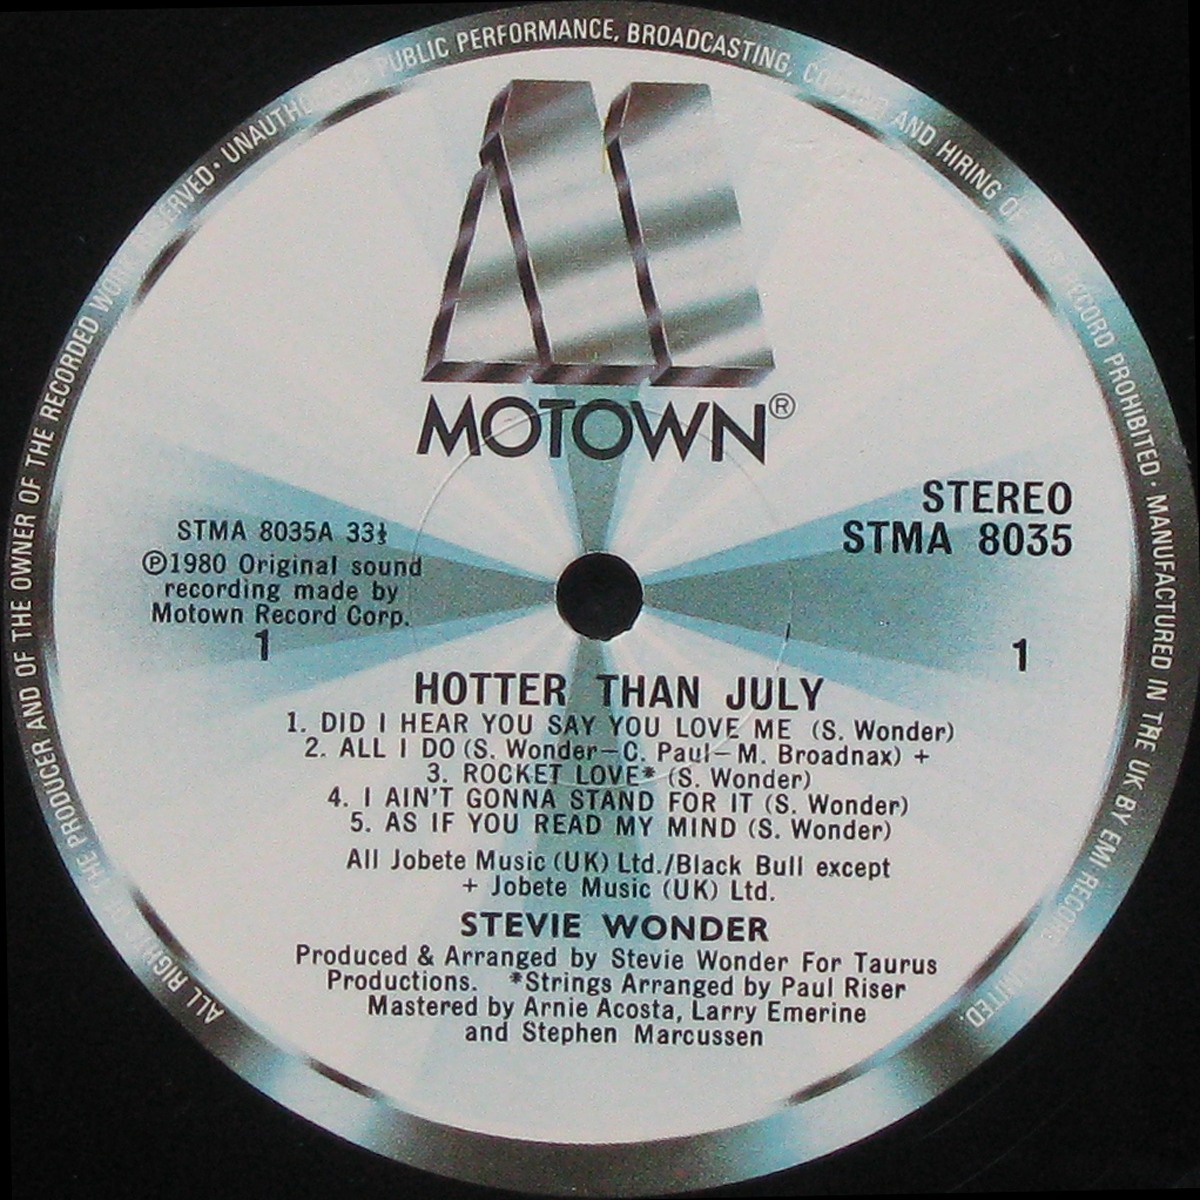 MOTOWN®
STEREO
STMA 8035
STMA 8035A 33⅓
℗1980 Original sound
recording made by
Motown Record Corp.
1
1
HOTTER THAN JULY
1. DID I HEAR YOU SAY YOU LOVE ME (S. Wonder)
2. ALL I DO (S. Wonder—C. Paul—M. Broadnax) +
3. ROCKET LOVE* (S. Wonder)
4. I AIN'T GONNA STAND FOR IT (S. Wonder)
5. AS IF YOU READ MY MIND (S. Wonder)
All Jobete Music (UK) Ltd./Black Bull except
+ Jobete Music (UK) Ltd.
STEVIE WONDER
Produced & Arranged by Stevie Wonder For Taurus
Productions. *Strings Arranged by Paul Riser
Mastered by Arnie Acosta, Larry Emerine
and Stephen Marcussen
ALL RIGHTS OF THE PRODUCER AND OF THE OWNER OF THE RECORDED WORK RESERVED · UNAUTHORISED PUBLIC PERFORMANCE, BROADCASTING, COPYING AND HIRING OF THIS RECORD PROHIBITED · MANUFACTURED IN THE UK BY EMI RECORDS LIMITED.